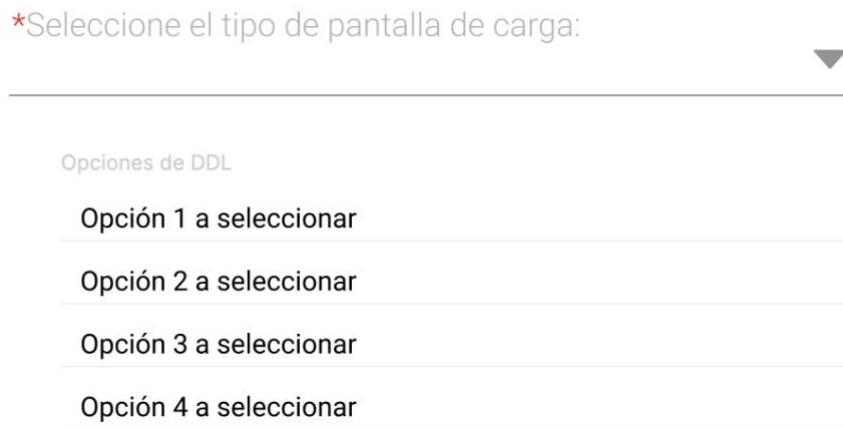 *Seleccione el tipo de pantalla de carga:
Opciones de DDL
Opción 1 a seleccionar
Opción 2 a seleccionar
Opción 3 a seleccionar
Opción 4 a seleccionar